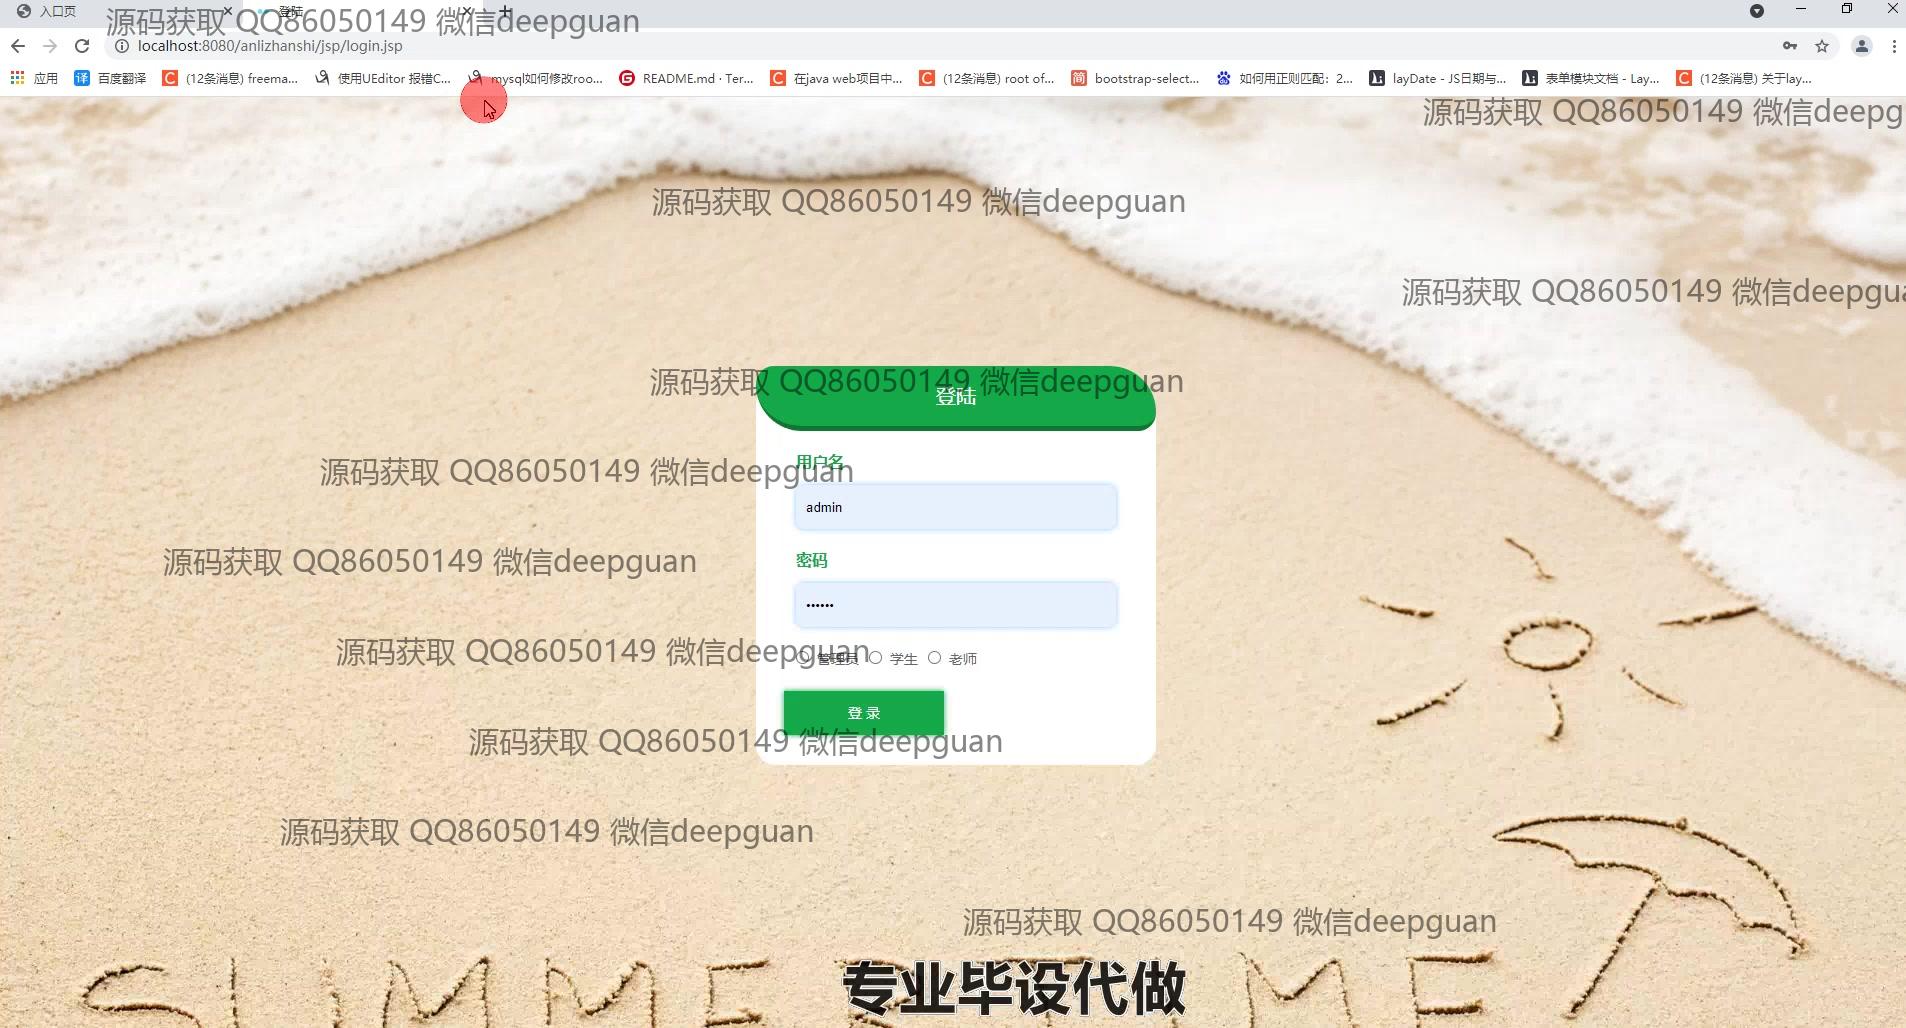 入口页
登陆
源码获取 QQ86050149 微信deepguan
localhost:8080/anlizhanshi/jsp/login.jsp
应用
百度翻译
(12条消息) freema...
使用UEditor 报错C...
mysql如何修改roo...
README.md · Ter...
在java web项目中...
(12条消息) root of...
bootstrap-select...
如何用正则匹配：2...
layDate - JS日期与...
表单模块文档 - Lay...
(12条消息) 关于lay...
源码获取 QQ86050149 微信deepg
源码获取 QQ86050149 微信deepguan
源码获取 QQ86050149 微信deepgua
源码获取 QQ86050149 微信deepguan
登陆
用户名
源码获取 QQ86050149 微信deepguan
admin
密码
源码获取 QQ86050149 微信deepguan
••••••
源码获取 QQ86050149 微信deepguan
管理员 学生 老师
登 录
源码获取 QQ86050149 微信deepguan
源码获取 QQ86050149 微信deepguan
源码获取 QQ86050149 微信deepguan
SUMMER TIME
专业毕设代做